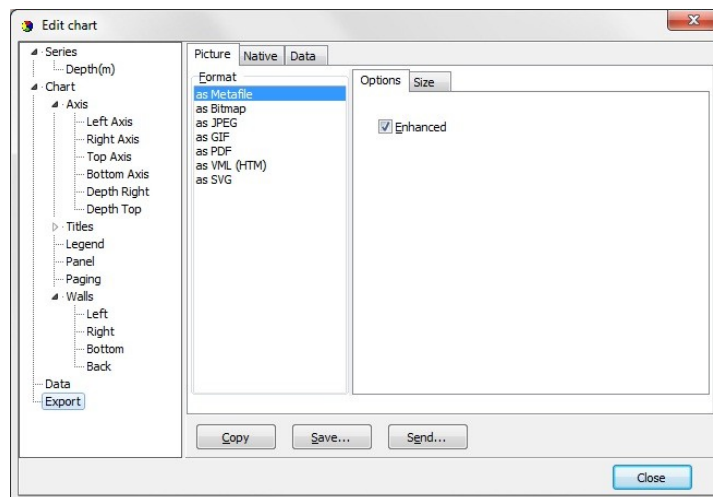 Edit chart
Series
Depth(m)
Chart
Axis
Left Axis
Right Axis
Top Axis
Bottom Axis
Depth Right
Depth Top
Titles
Legend
Panel
Paging
Walls
Left
Right
Bottom
Back
Data
Export
Picture Native Data
Format
as Metafile
as Bitmap
as JPEG
as GIF
as PDF
as VML (HTM)
as SVG
Options Size
Enhanced
Copy Save... Send...
Close